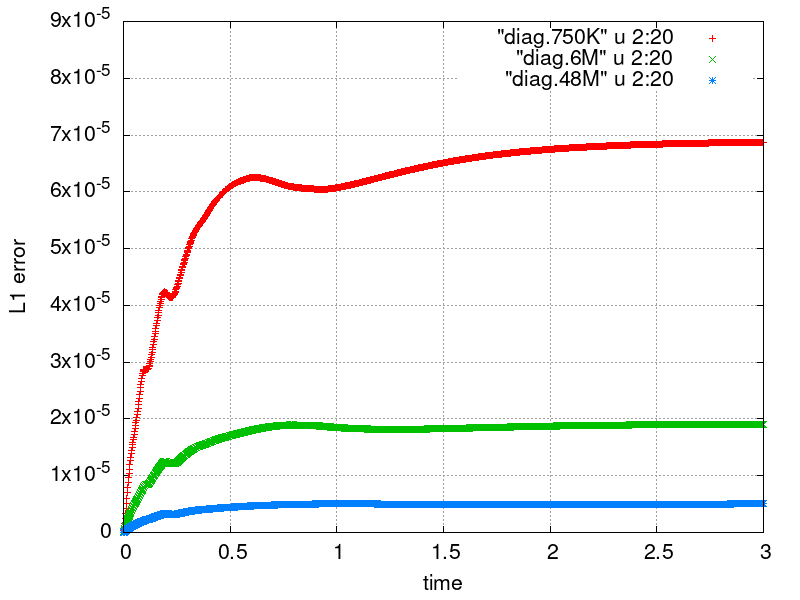 9x10-5
8x10-5
7x10-5
6x10-5
5x10-5
4x10-5
3x10-5
2x10-5
1x10-5
0
L1 error
"diag.750K" u 2:20
"diag.6M" u 2:20
"diag.48M" u 2:20
0 0.5 1 1.5 2 2.5 3
time